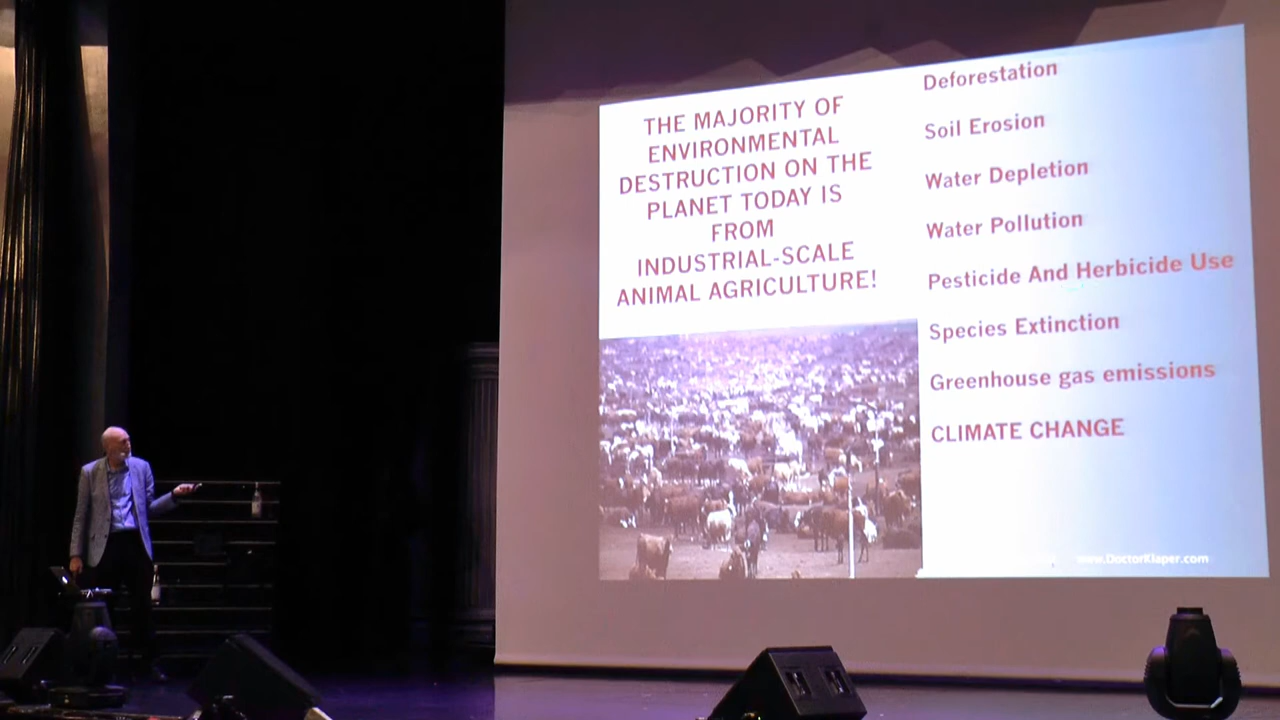 THE MAJORITY OF
ENVIRONMENTAL
DESTRUCTION ON THE
PLANET TODAY IS
FROM
INDUSTRIAL-SCALE
ANIMAL AGRICULTURE!
Deforestation
Soil Erosion
Water Depletion
Water Pollution
Pesticide And Herbicide Use
Species Extinction
Greenhouse gas emissions
CLIMATE CHANGE
www.DoctorKlaper.com